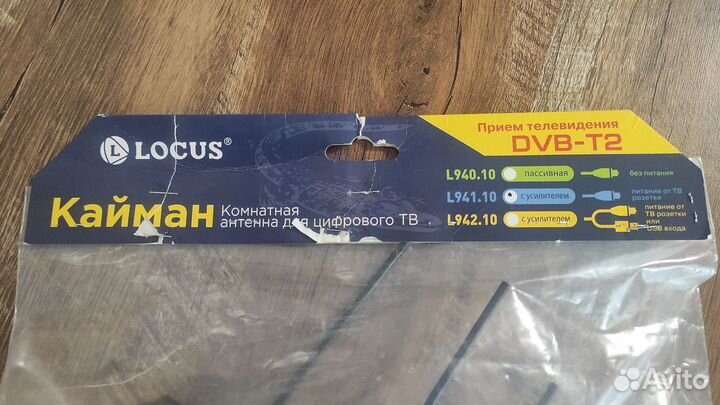 LOCUS®
Кайман
Комнатная
антенна для цифрового ТВ
Прием телевидения
DVB-T2
L940.10 пассивная без питания
L941.10 с усилителем питание от ТВ
розетки
L942.10 с усилителем питание от
ТВ розетки
или
USB входа
Avito